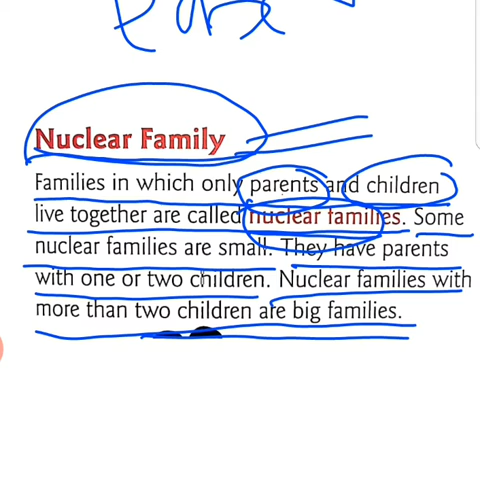 Nuclear Family
Families in which only parents and children
live together are called nuclear families. Some
nuclear families are small. They have parents
with one or two children. Nuclear families with
more than two children are big families.